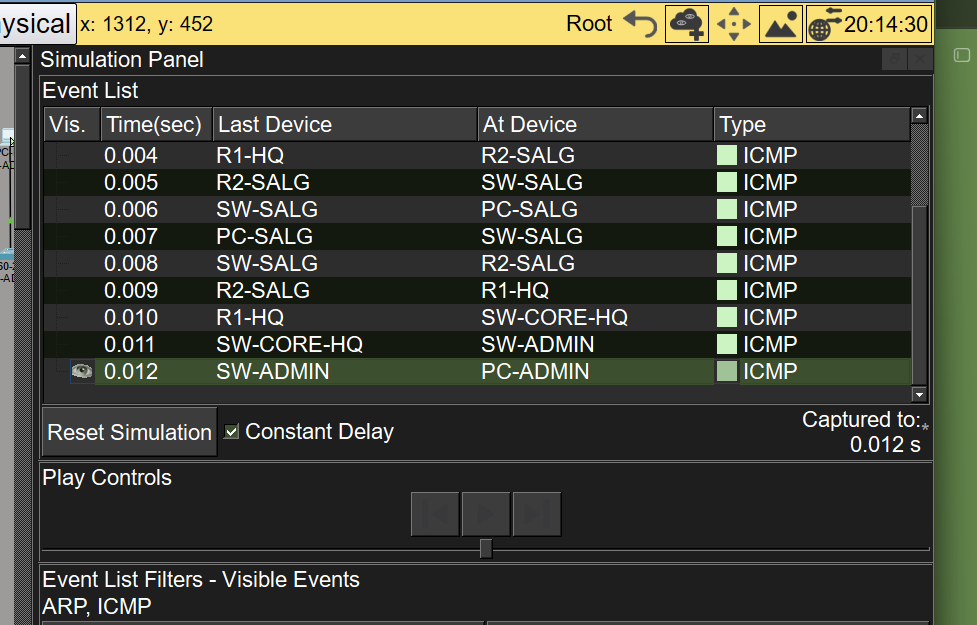 ysical x: 1312, y: 452 Root 20:14:30
Simulation Panel
Event List
Vis. Time(sec) Last Device At Device Type
0.004 R1-HQ R2-SALG ICMP
0.005 R2-SALG SW-SALG ICMP
0.006 SW-SALG PC-SALG ICMP
0.007 PC-SALG SW-SALG ICMP
0.008 SW-SALG R2-SALG ICMP
0.009 R2-SALG R1-HQ ICMP
0.010 R1-HQ SW-CORE-HQ ICMP
0.011 SW-CORE-HQ SW-ADMIN ICMP
0.012 SW-ADMIN PC-ADMIN ICMP
Reset Simulation Constant Delay Captured to:*
0.012 s
Play Controls
Event List Filters - Visible Events
ARP, ICMP